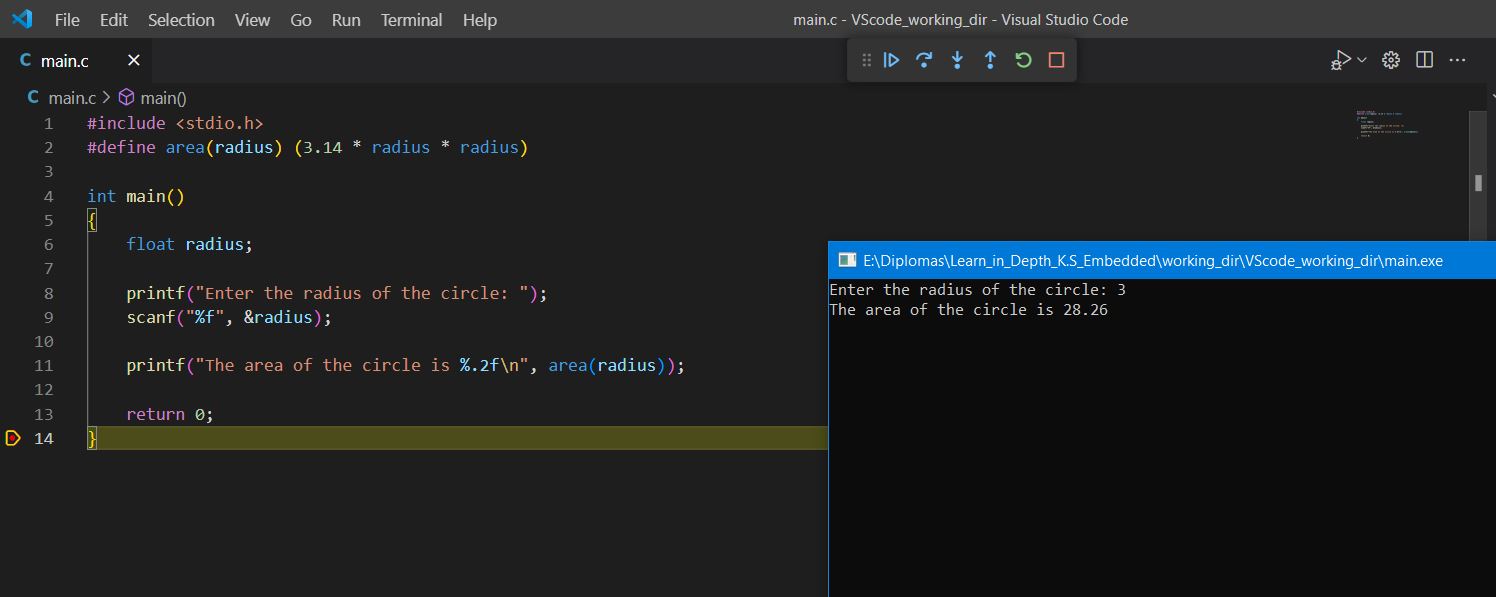 File Edit Selection View Go Run Terminal Help main.c - VScode_working_dir - Visual Studio Code
C main.c
C main.c > main()
1 #include <stdio.h>
2 #define area(radius) (3.14 * radius * radius)
3
4 int main()
5 {
6 float radius;
7
8 printf("Enter the radius of the circle: ");
9 scanf("%f", &radius);
10
11 printf("The area of the circle is %.2f\n", area(radius));
12
13 return 0;
14 }
E:\Diplomas\Learn_in_Depth_K.S_Embedded\working_dir\VScode_working_dir\main.exe
Enter the radius of the circle: 3
The area of the circle is 28.26